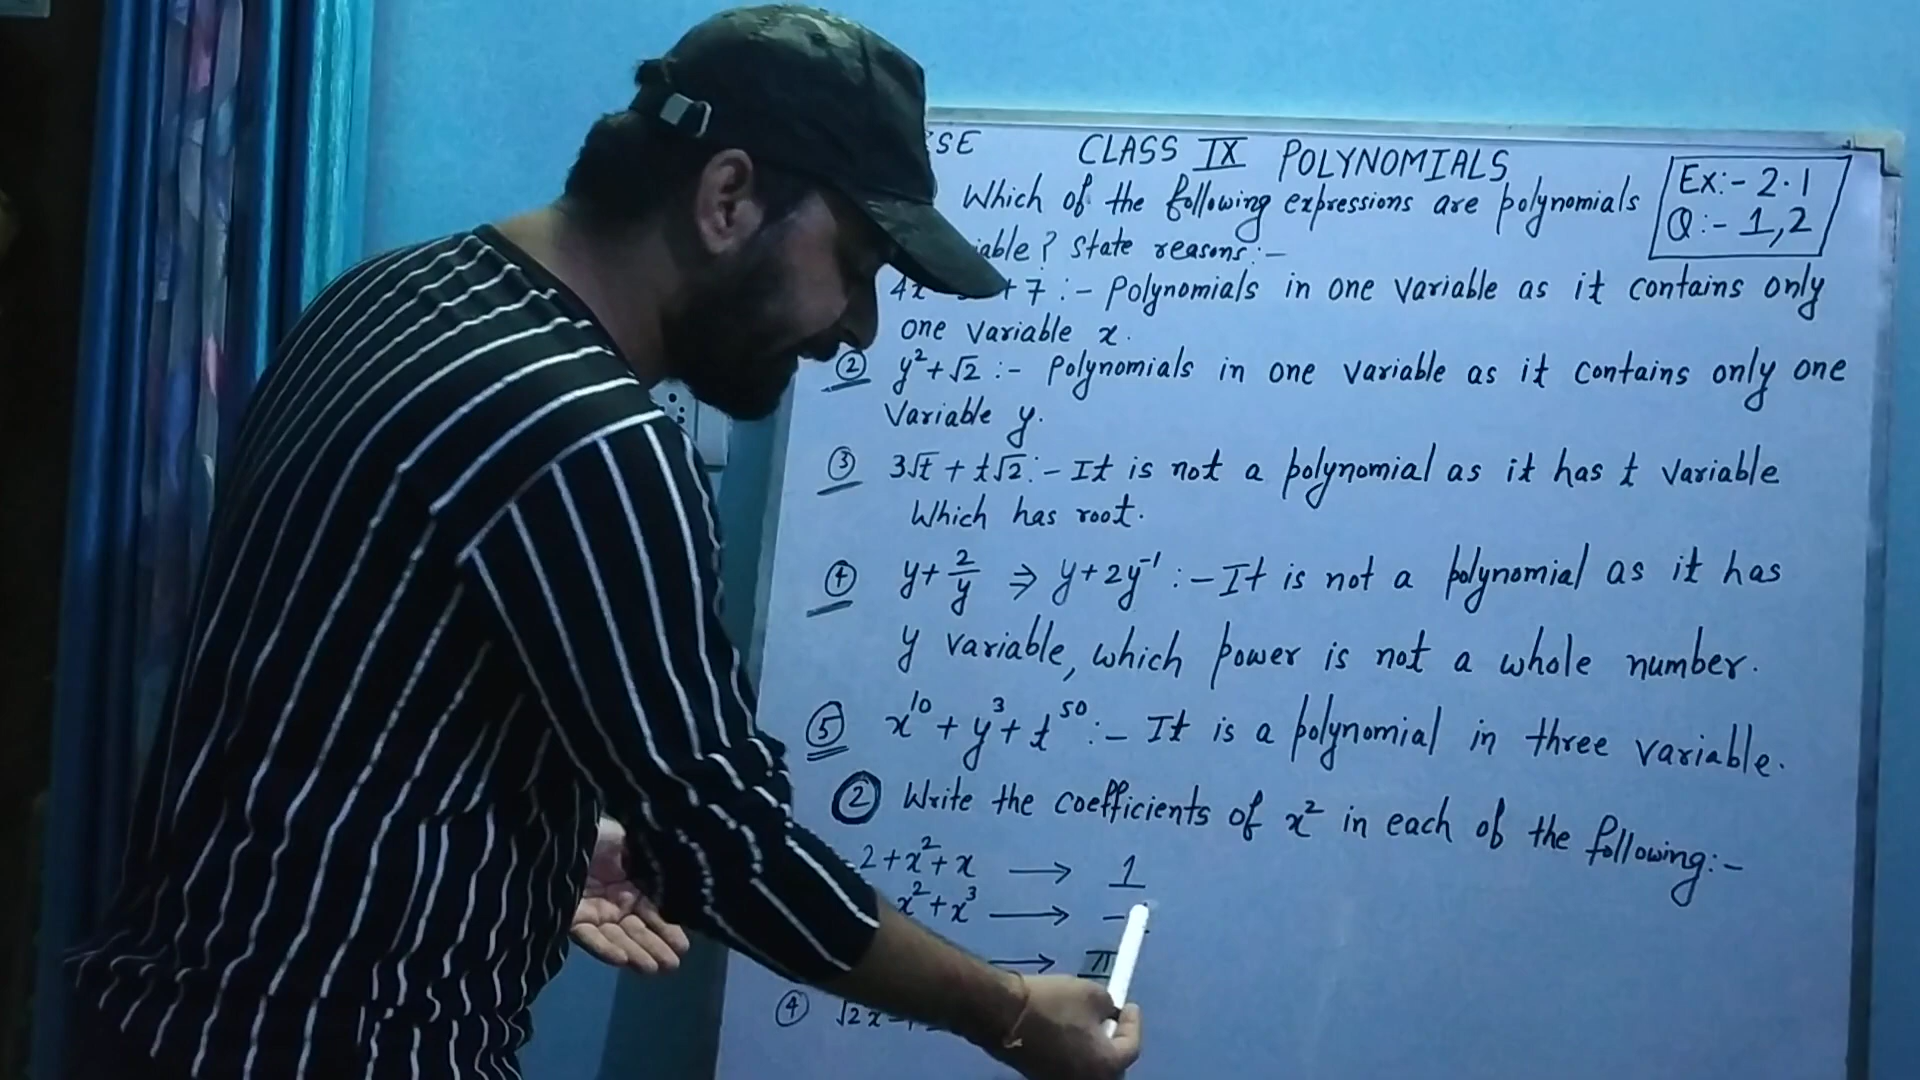 SE CLASS IX POLYNOMIALS
Ex:- 2.1
Q:- 1,2
Which of the following expressions are polynomials
iable? State reasons:-
+ 7 :- Polynomials in one variable as it contains only
one variable x.
② y²+√2 :- Polynomials in one variable as it contains only one
Variable y.
③ 3√t + t√2:- It is not a polynomial as it has t variable
Which has root.
④ y+2/y ⇒ y+2y⁻¹ :- It is not a polynomial as it has
y variable, which power is not a whole number.
⑤ x¹⁰ + y³ + t⁵⁰ :- It is a polynomial in three variable.
② Write the coefficients of x² in each of the following:-
2+x²+x → 1
x²+x³ → -
→ π
④ √2x